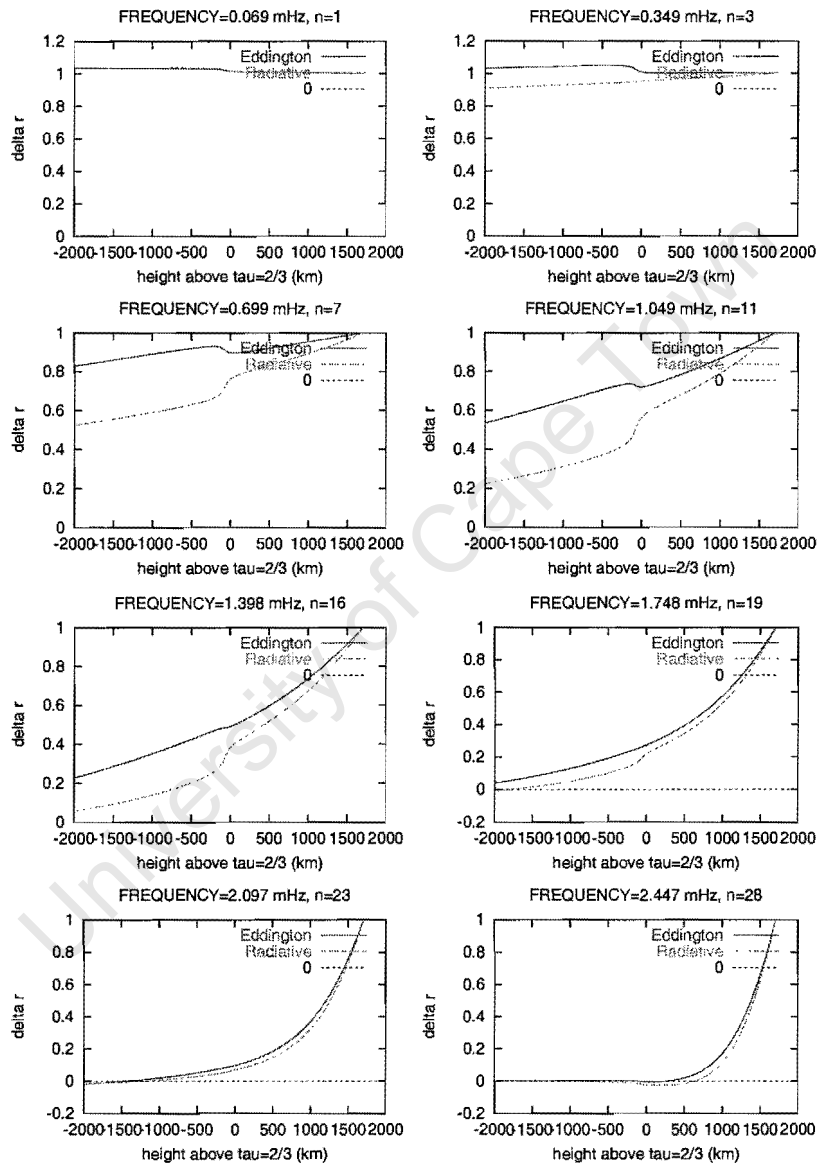 FREQUENCY=0.069 mHz, n=1
1.2
1
0.8
0.6
0.4
0.2
0
delta r
Eddington
Radiative
0
-2000-1500-1000 -500 0 500 1000 1500 2000
height above tau=2/3 (km)
FREQUENCY=0.349 mHz, n=3
1.2
1
0.8
0.6
0.4
0.2
0
delta r
Eddington
Radiative
0
-2000-1500-1000 -500 0 500 1000 1500 2000
height above tau=2/3 (km)
FREQUENCY=0.699 mHz, n=7
1
0.8
0.6
0.4
0.2
0
delta r
Eddington
Radiative
0
-2000-1500-1000 -500 0 500 1000 1500 2000
height above tau=2/3 (km)
FREQUENCY=1.049 mHz, n=11
1
0.8
0.6
0.4
0.2
0
delta r
Eddington
Radiative
0
-2000-1500-1000 -500 0 500 1000 1500 2000
height above tau=2/3 (km)
FREQUENCY=1.398 mHz, n=16
1
0.8
0.6
0.4
0.2
0
delta r
Eddington
Radiative
0
-2000-1500-1000 -500 0 500 1000 1500 2000
height above tau=2/3 (km)
FREQUENCY=1.748 mHz, n=19
1
0.8
0.6
0.4
0.2
0
-0.2
delta r
Eddington
Radiative
0
-2000-1500-1000 -500 0 500 1000 1500 2000
height above tau=2/3 (km)
FREQUENCY=2.097 mHz, n=23
1
0.8
0.6
0.4
0.2
0
-0.2
delta r
Eddington
Radiative
0
-2000-1500-1000 -500 0 500 1000 1500 2000
height above tau=2/3 (km)
FREQUENCY=2.447 mHz, n=28
1
0.8
0.6
0.4
0.2
0
-0.2
delta r
Eddington
Radiative
0
-2000-1500-1000 -500 0 500 1000 1500 2000
height above tau=2/3 (km)
University of Cape Town